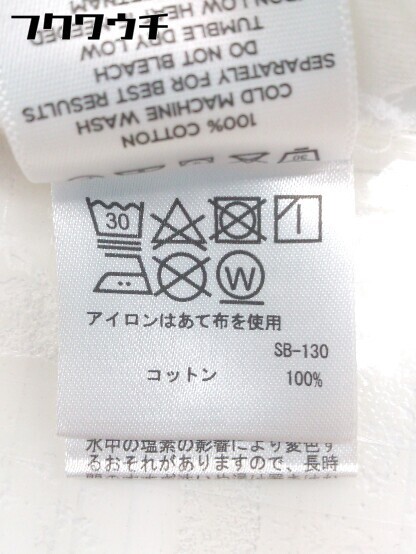 フクウウチ
100% COTTON
COLD MACHINE WASH
SEPARATELY FOR BEST RESULTS
DO NOT BLEACH
TUMBLE DRY LOW
30
30
W
アイロンはあて布を使用
SB-130
コットン 100%
水中の塩素の影響により変色す
るおそれがありますので、長時